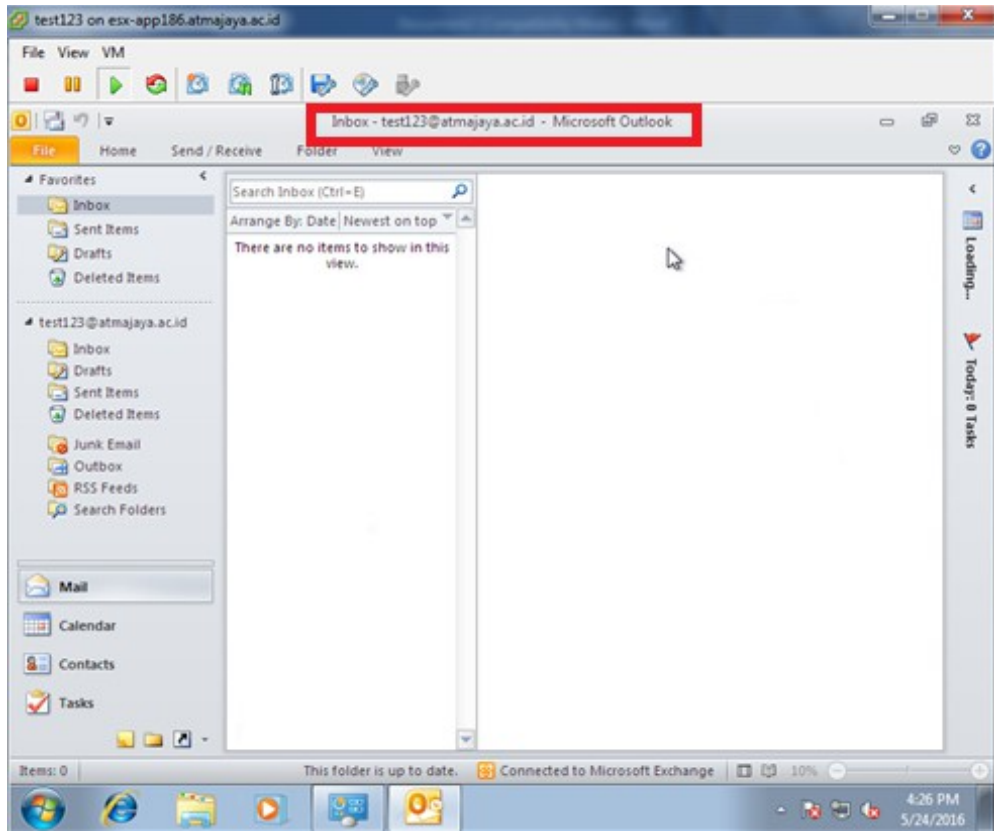 test123 on esx-app186.atmajaya.ac.id
File View VM
Inbox - test123@atmajaya.ac.id - Microsoft Outlook
File Home Send / Receive Folder View
Favorites
Inbox
Sent Items
Drafts
Deleted Items
test123@atmajaya.ac.id
Inbox
Drafts
Sent Items
Deleted Items
Junk Email
Outbox
RSS Feeds
Search Folders
Mail
Calendar
Contacts
Tasks
Search Inbox (Ctrl+E)
Arrange By: Date Newest on top
There are no items to show in this
view.
Loading...
Today: 0 Tasks
Items: 0
This folder is up to date.
Connected to Microsoft Exchange
10%
4:26 PM
5/24/2016